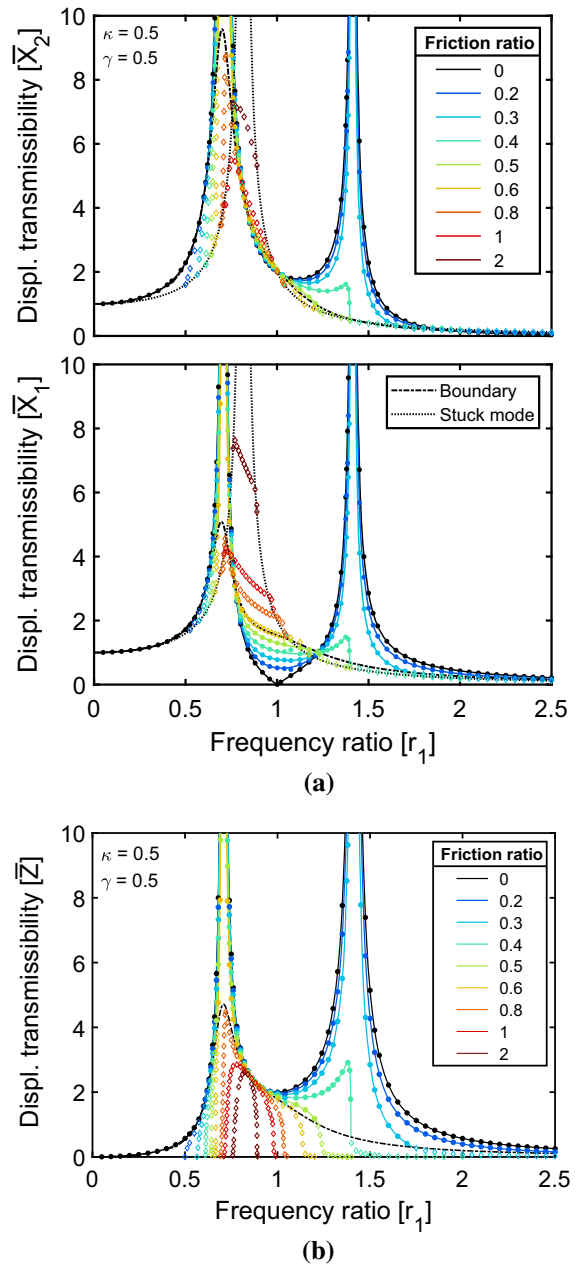 Displ. transmissibility [X̅₂]
10
8
6
4
2
0
κ = 0.5
γ = 0.5
Friction ratio
0
0.2
0.3
0.4
0.5
0.6
0.8
1
2
Displ. transmissibility [X̅₁]
10
8
6
4
2
0
Boundary
Stuck mode
0 0.5 1 1.5 2 2.5
Frequency ratio [r₁]
(a)
Displ. transmissibility [Z̅]
10
8
6
4
2
0
κ = 0.5
γ = 0.5
Friction ratio
0
0.2
0.3
0.4
0.5
0.6
0.8
1
2
0 0.5 1 1.5 2 2.5
Frequency ratio [r₁]
(b)